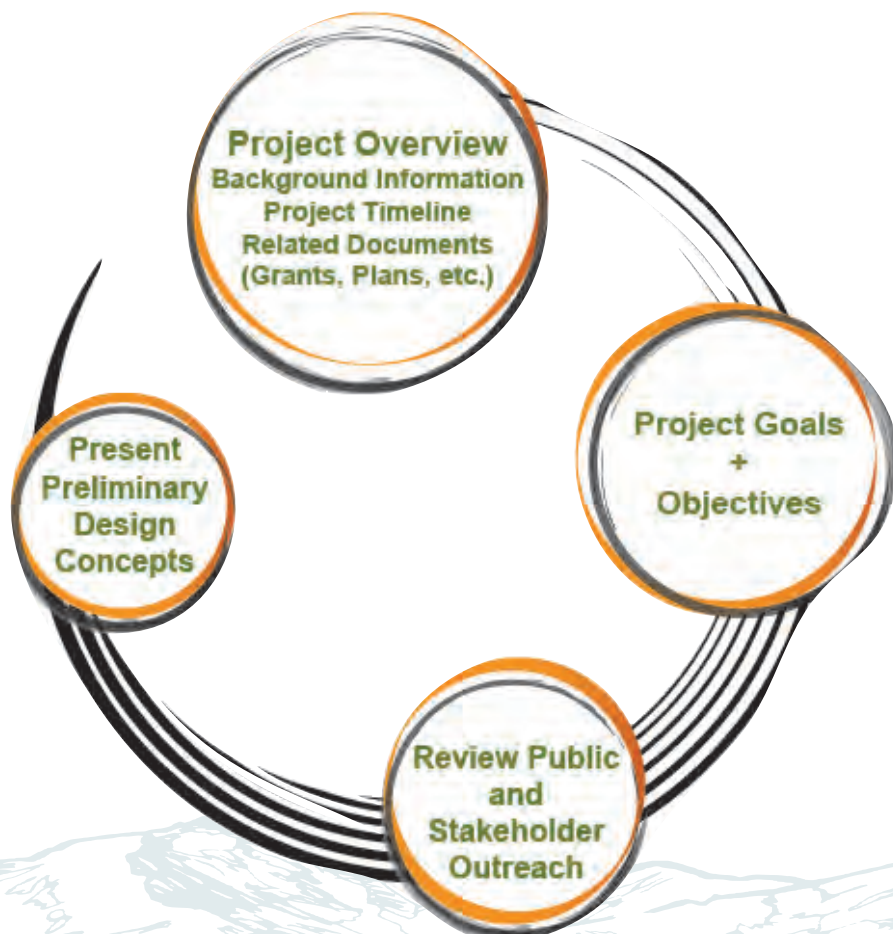 Project Overview
Background Information
Project Timeline
Related Documents
(Grants, Plans, etc.)
Project Goals
+
Objectives
Review Public
and
Stakeholder
Outreach
Present
Preliminary
Design
Concepts